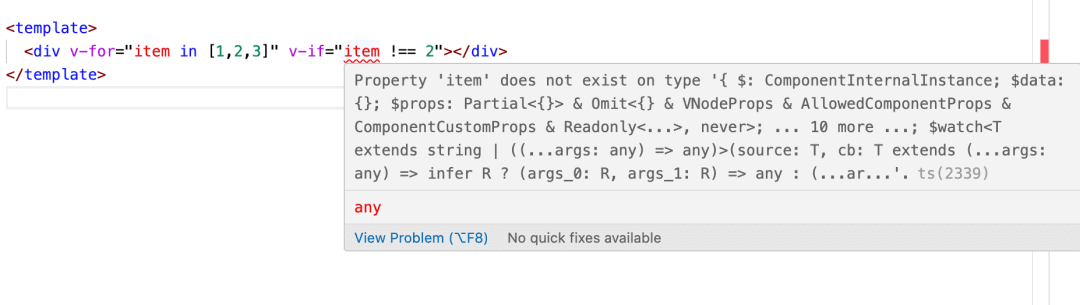 <template>
<div v-for="item in [1,2,3]" v-if="item !== 2"></div>
</template>
Property 'item' does not exist on type '{ $: ComponentInternalInstance; $data:
{}; $props: Partial<{}> & Omit<{} & VNodeProps & AllowedComponentProps &
ComponentCustomProps & Readonly<...>, never>; ... 10 more ...; $watch<T
extends string | ((...args: any) => any)>(source: T, cb: T extends (...args:
any) => infer R ? (args_0: R, args_1: R) => any : (...ar...'. ts(2339)
any
View Problem (⌥F8) No quick fixes available